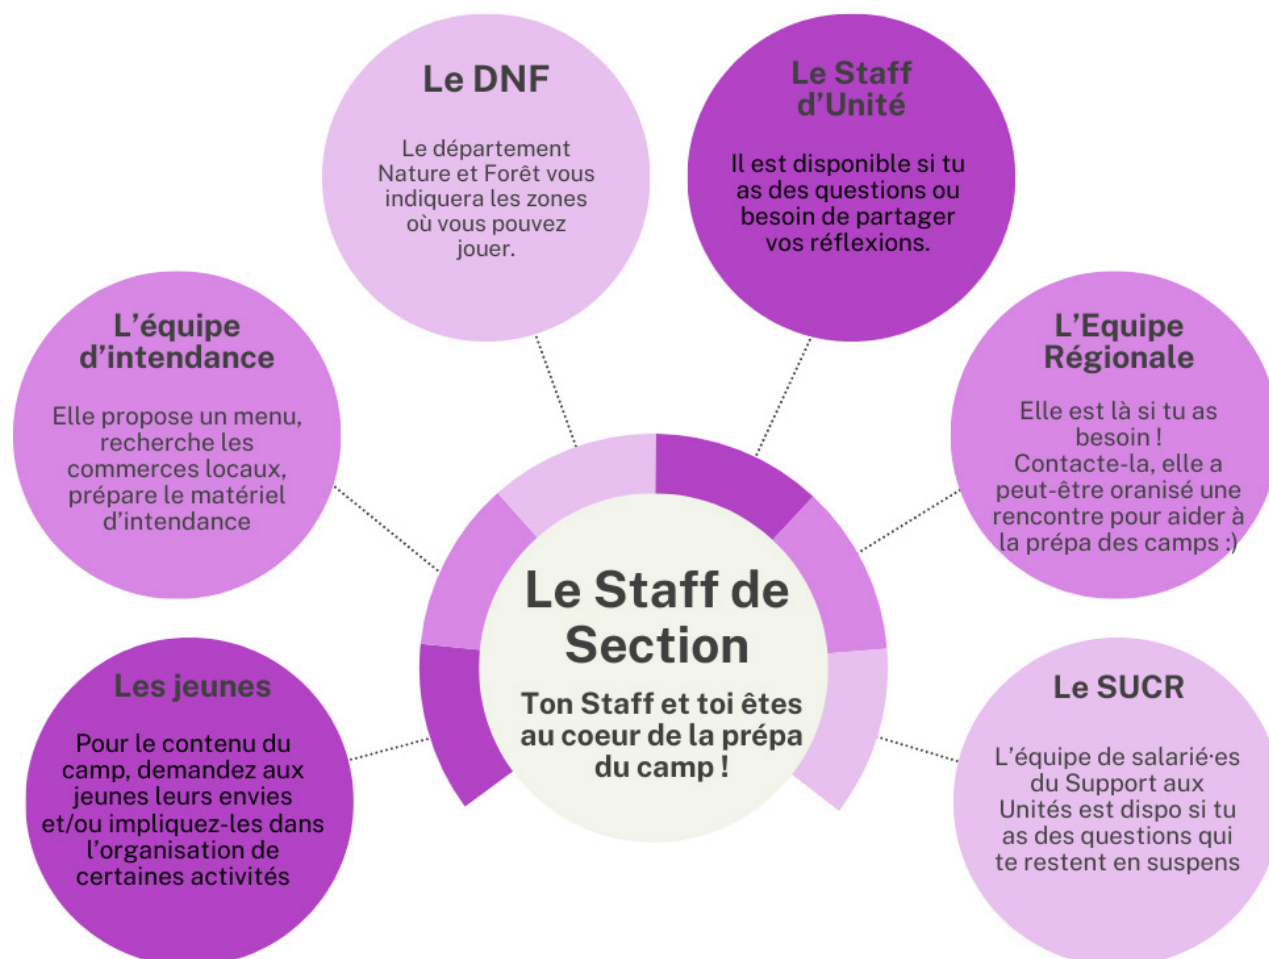 Le DNF
Le département
Nature et Forêt vous
indiquera les zones
où vous pouvez
jouer.
Le Staff
d'Unité
Il est disponible si tu
as des questions ou
besoin de partager
vos réflexions.
L'équipe
d'intendance
Elle propose un menu,
recherche les
commerces locaux,
prépare le matériel
d'intendance
L'Equipe
Régionale
Elle est là si tu as
besoin !
Contacte-la, elle a
peut-être oranisé une
rencontre pour aider à
la prépa des camps :)
Le Staff de
Section
Ton Staff et toi êtes
au coeur de la prépa
du camp !
Les jeunes
Pour le contenu du
camp, demandez aux
jeunes leurs envies
et/ou impliquez-les dans
l'organisation de
certaines activités
Le SUCR
L'équipe de salarié·es
du Support aux
Unités est dispo si tu
as des questions qui
te restent en suspens